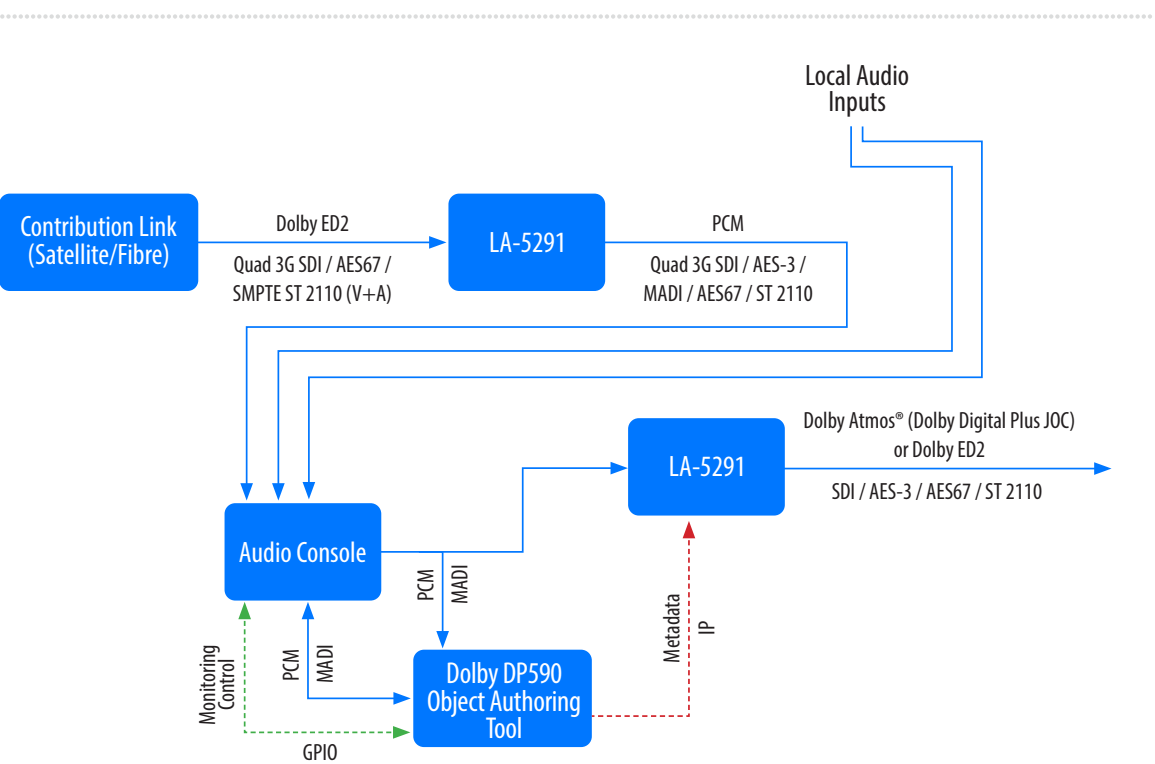 Local Audio
Inputs
Contribution Link
(Satellite/Fibre)
Dolby ED2
Quad 3G SDI / AES67 /
SMPTE ST 2110 (V+A)
LA-5291
PCM
Quad 3G SDI / AES-3 /
MADI / AES67 / ST 2110
LA-5291
Dolby Atmos® (Dolby Digital Plus JOC)
or Dolby ED2
SDI / AES-3 / AES67 / ST 2110
Audio Console
PCM
MADI
Monitoring
Control
PCM
MADI
GPIO
Dolby DP590
Object Authoring
Tool
Metadata
IP